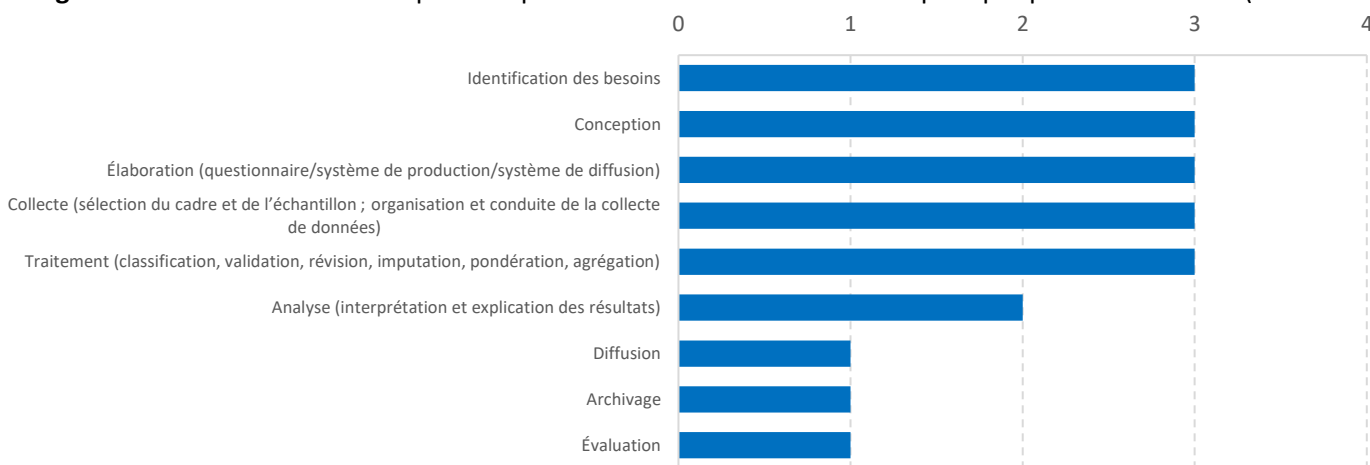 0 1 2 3 4
Identification des besoins
Conception
Élaboration (questionnaire/système de production/système de diffusion)
Collecte (sélection du cadre et de l’échantillon ; organisation et conduite de la collecte
de données)
Traitement (classification, validation, révision, imputation, pondération, agrégation)
Analyse (interprétation et explication des résultats)
Diffusion
Archivage
Évaluation